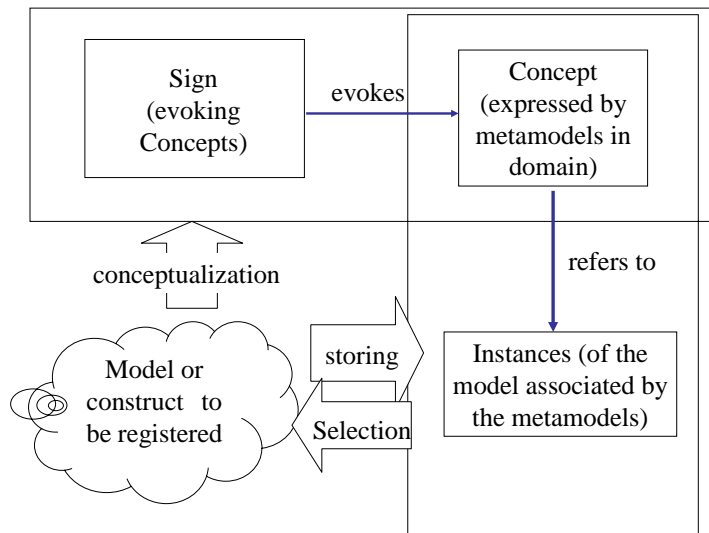 Sign
(evoking
Concepts)
evokes
Concept
(expressed by
metamodels in
domain)
conceptualization
refers to
storing
Model or
construct to
be registered
Instances (of the
model associated by
the metamodels)
Selection